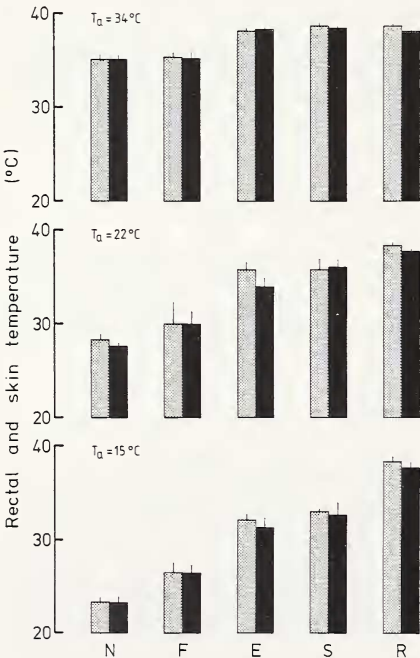 Rectal and skin temperature (°C)
Ta = 34°C
40
30
20
Ta = 22°C
40
30
20
Ta = 15°C
40
30
20
N F E S R